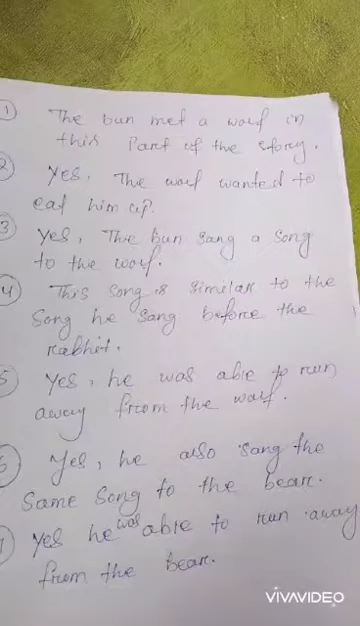 1 The bun met a wolf in
this Part of the story.
2 Yes, The wolf wanted to
eat him up.
3 Yes, The bun sang a song
to the wolf.
4 This song is similar to the
song he sang before the
rabbit.
5 Yes, he was able to run
away from the wolf.
6 Yes, he also sang the
same song to the bear.
7 Yes he was able to run away
from the bear.
VIVAVIDEO